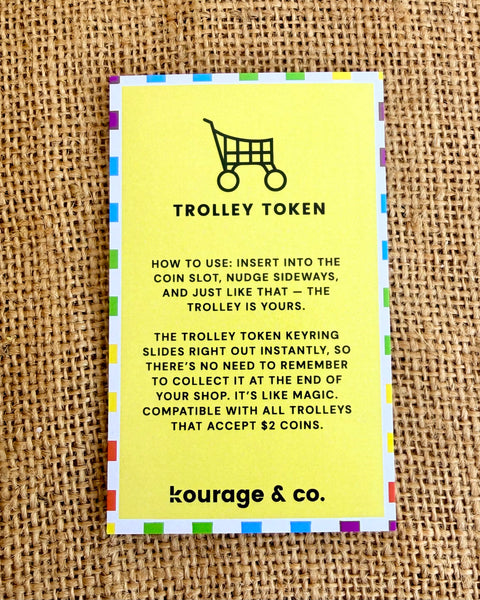 TROLLEY TOKEN
HOW TO USE: INSERT INTO THE
COIN SLOT, NUDGE SIDEWAYS,
AND JUST LIKE THAT — THE
TROLLEY IS YOURS.
THE TROLLEY TOKEN KEYRING
SLIDES RIGHT OUT INSTANTLY, SO
THERE'S NO NEED TO REMEMBER
TO COLLECT IT AT THE END OF
YOUR SHOP. IT'S LIKE MAGIC.
COMPATIBLE WITH ALL TROLLEYS
THAT ACCEPT $2 COINS.
kourage & co.